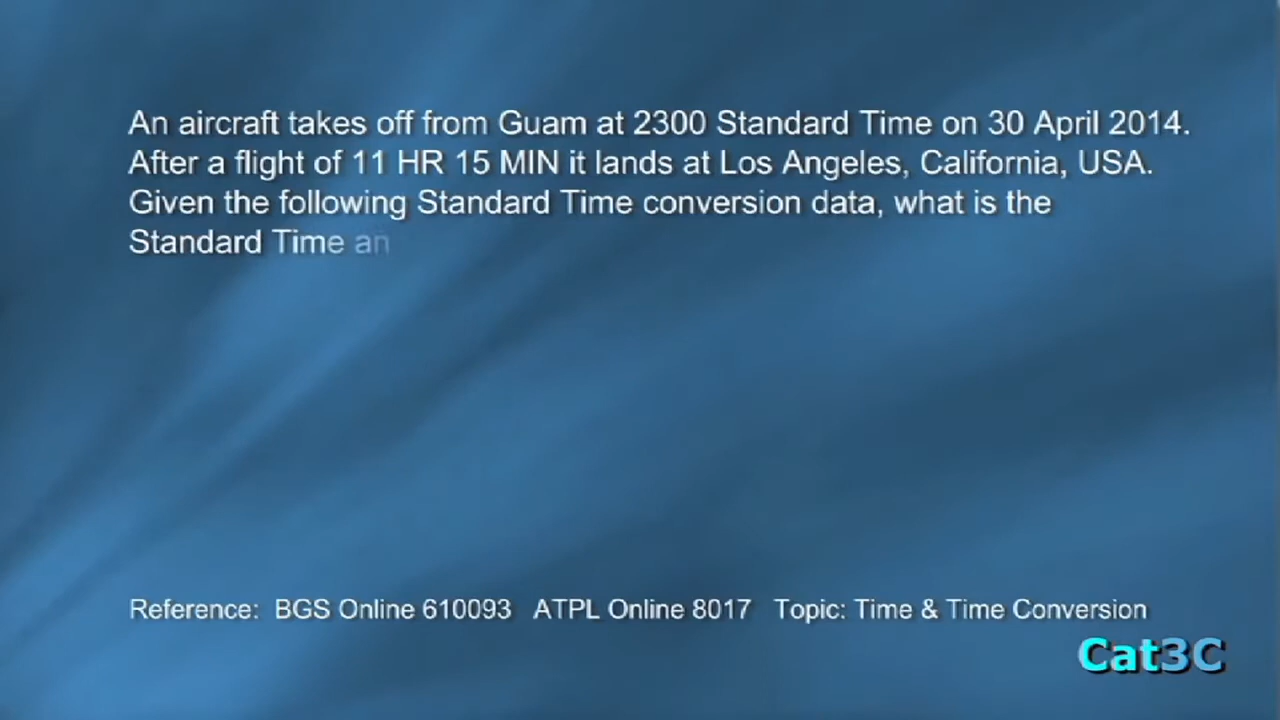 An aircraft takes off from Guam at 2300 Standard Time on 30 April 2014.
After a flight of 11 HR 15 MIN it lands at Los Angeles, California, USA.
Given the following Standard Time conversion data, what is the
Standard Time an
Reference: BGS Online 610093 ATPL Online 8017 Topic: Time & Time Conversion
Cat3C